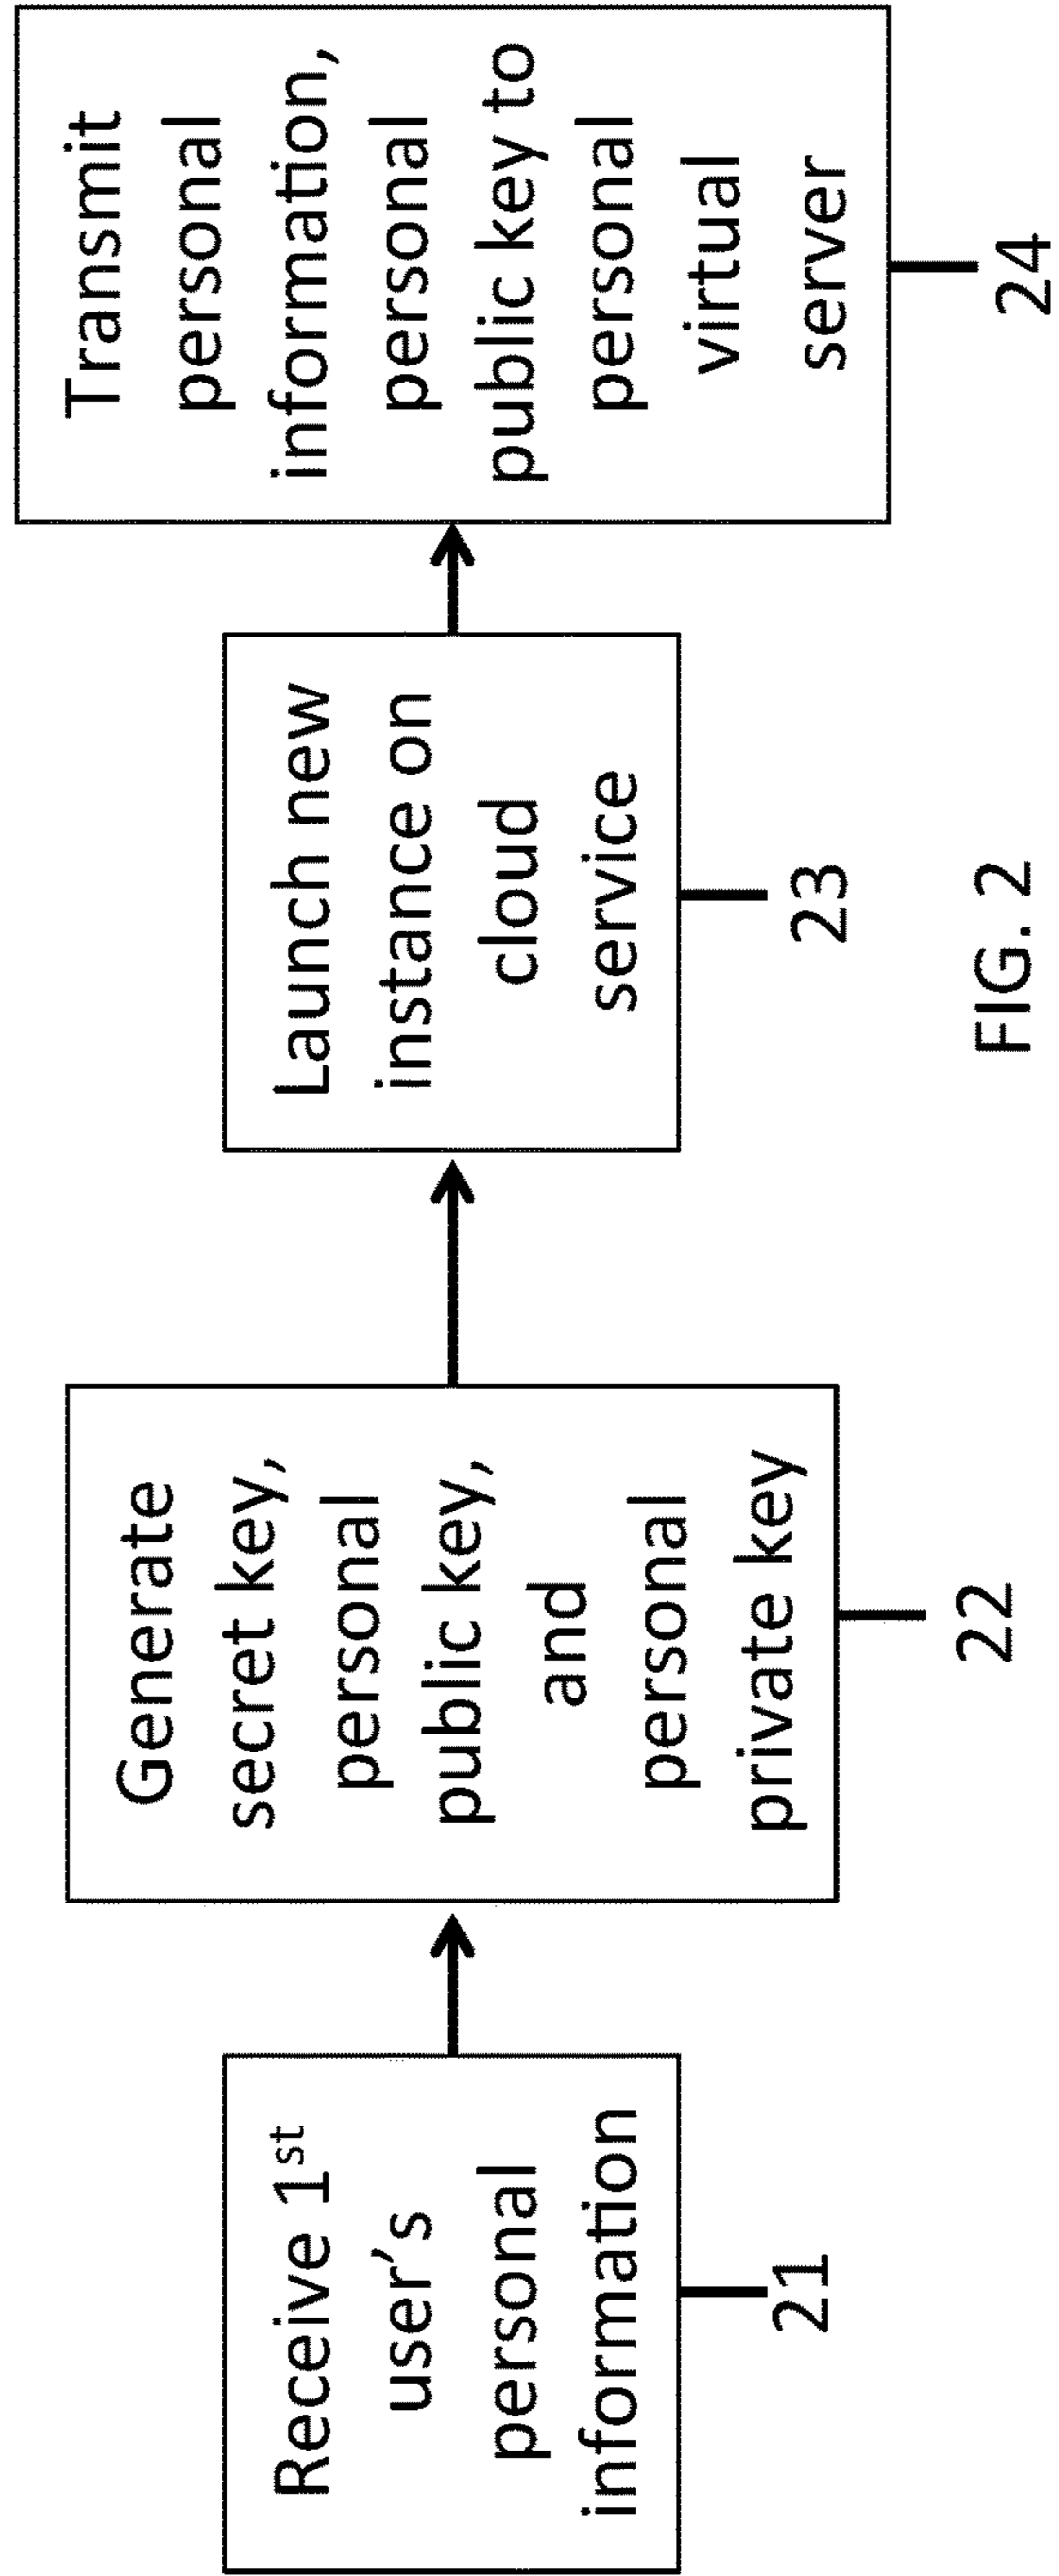 Receive 1st
user’s
personal
information
21
Generate
secret key,
personal
public key,
and
personal
private key
22
Launch new
instance on
cloud
service
23
Transmit
personal
information,
personal
public key to
personal
virtual
server
24
FIG. 2